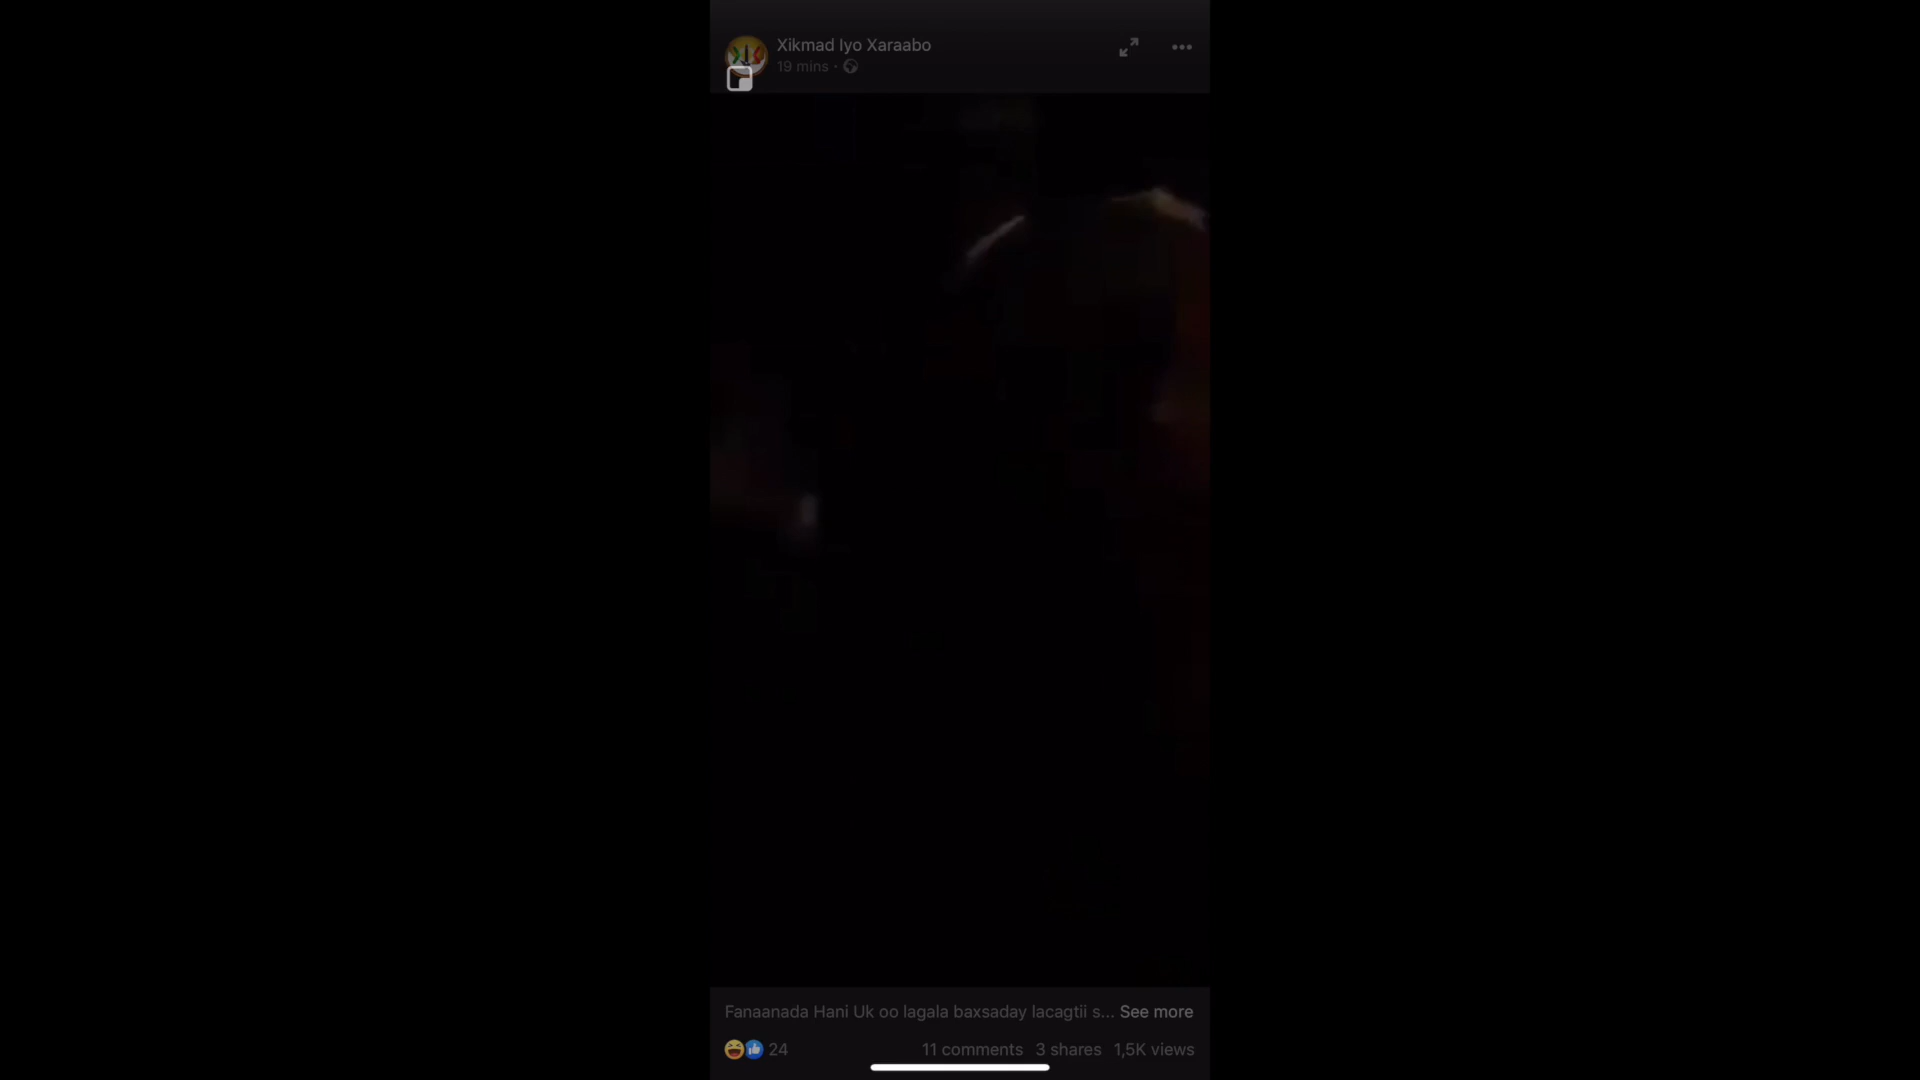 Xikmad Iyo Xaraabo
19 mins ·
Fanaanada Hani Uk oo lagala baxsaday lacagtii s... See more
24 11 comments 3 shares 1,5K views